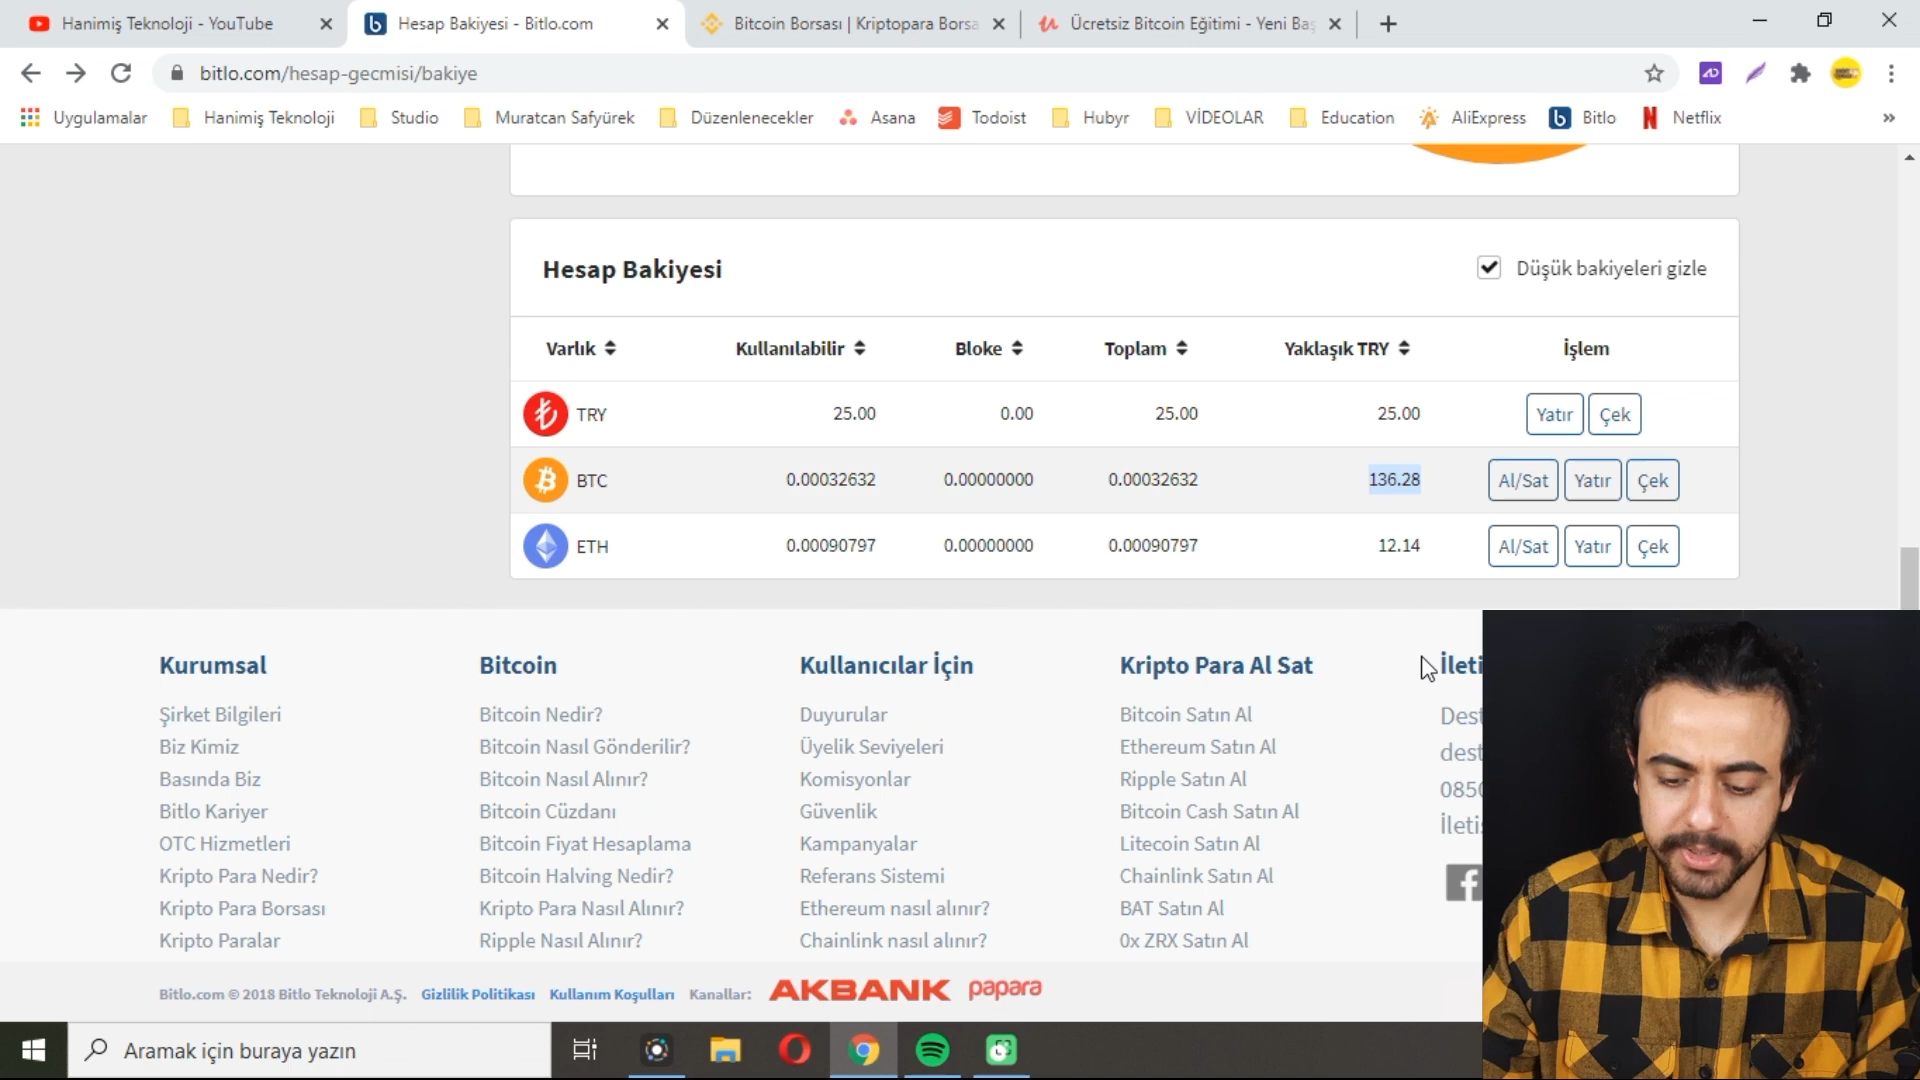 Hanimiş Teknoloji - YouTube
Hesap Bakiyesi - Bitlo.com
Bitcoin Borsası | Kriptopara Borsa
Ücretsiz Bitcoin Eğitimi - Yeni Baş
bitlo.com/hesap-gecmisi/bakiye
Uygulamalar Hanimiş Teknoloji Studio Muratcan Safyürek Düzenlenecekler Asana Todoist Hubyr VİDEOLAR Education AliExpress Bitlo Netflix
Hesap Bakiyesi
Düşük bakiyeleri gizle
Varlık Kullanılabilir Bloke Toplam Yaklaşık TRY İşlem
TRY 25.00 0.00 25.00 25.00 Yatır Çek
BTC 0.00032632 0.00000000 0.00032632 136.28 Al/Sat Yatır Çek
ETH 0.00090797 0.00000000 0.00090797 12.14 Al/Sat Yatır Çek
Kurumsal
Şirket Bilgileri
Biz Kimiz
Basında Biz
Bitlo Kariyer
OTC Hizmetleri
Kripto Para Nedir?
Kripto Para Borsası
Kripto Paralar
Bitcoin
Bitcoin Nedir?
Bitcoin Nasıl Gönderilir?
Bitcoin Nasıl Alınır?
Bitcoin Cüzdanı
Bitcoin Fiyat Hesaplama
Bitcoin Halving Nedir?
Kripto Para Nasıl Alınır?
Ripple Nasıl Alınır?
Kullanıcılar İçin
Duyurular
Üyelik Seviyeleri
Komisyonlar
Güvenlik
Kampanyalar
Referans Sistemi
Ethereum nasıl alınır?
Chainlink nasıl alınır?
Kripto Para Al Sat
Bitcoin Satın Al
Ethereum Satın Al
Ripple Satın Al
Bitcoin Cash Satın Al
Litecoin Satın Al
Chainlink Satın Al
BAT Satın Al
0x ZRX Satın Al
İleti
Dest
dest
085
İleti
Bitlo.com © 2018 Bitlo Teknoloji A.Ş. Gizlilik Politikası Kullanım Koşulları Kanallar: AKBANK papara
Aramak için buraya yazın